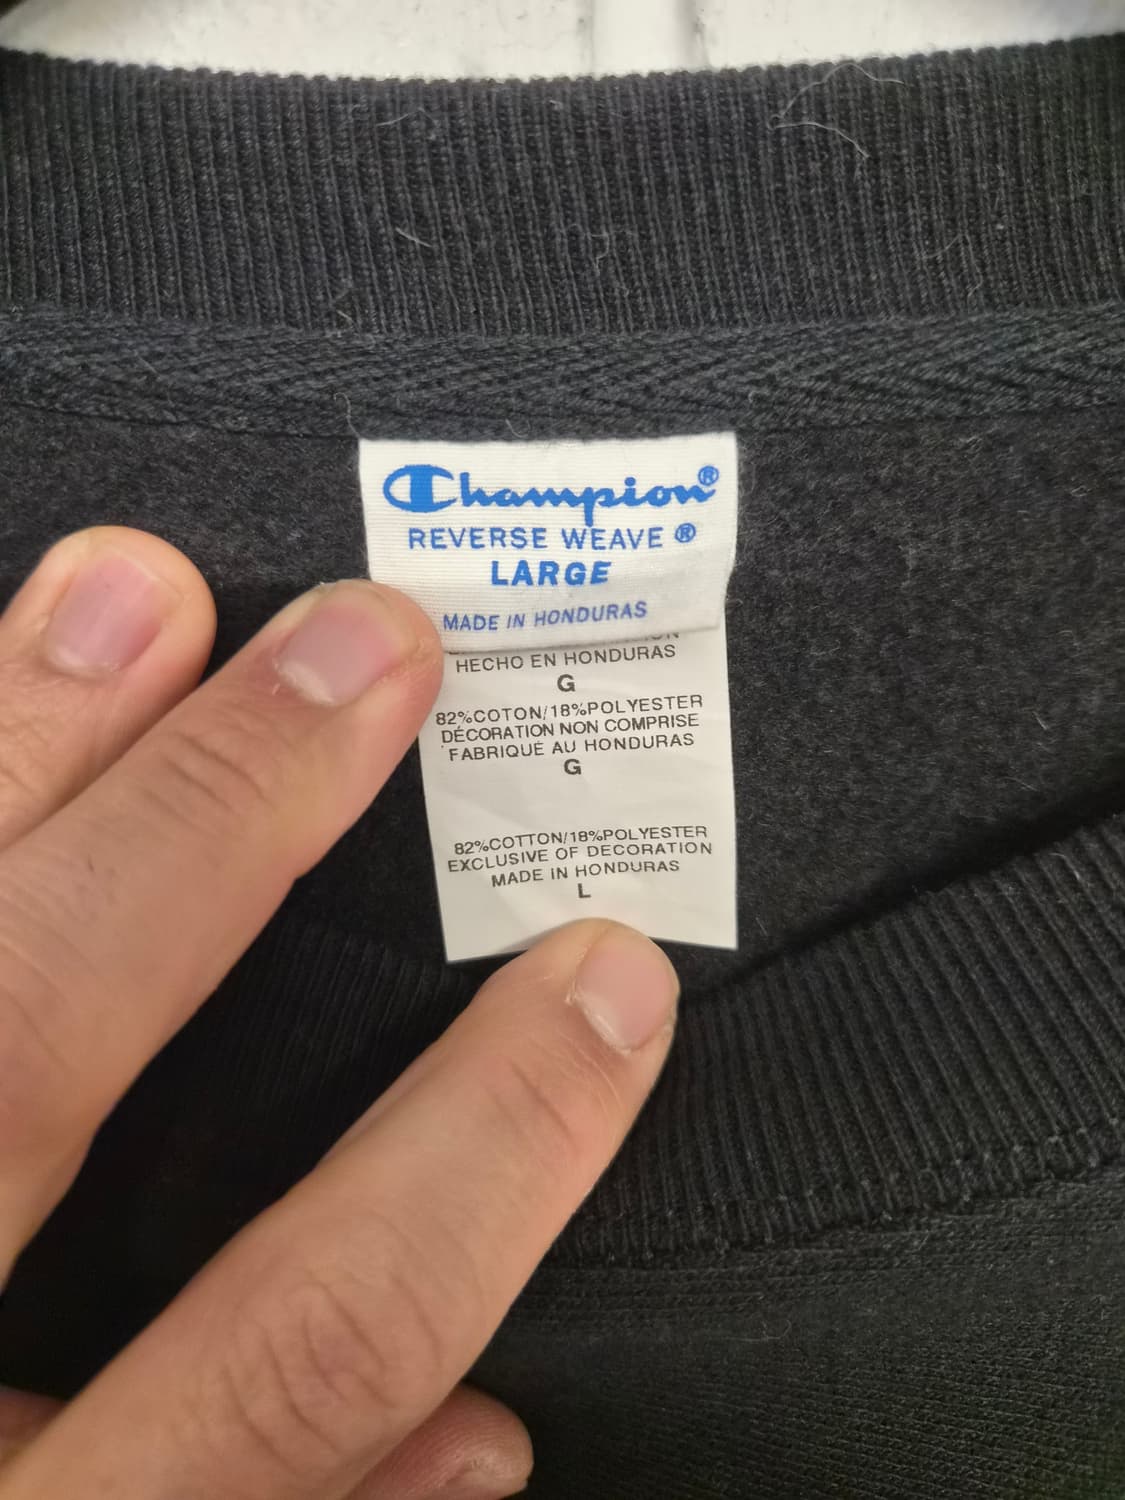 Champion®
REVERSE WEAVE ®
LARGE
MADE IN HONDURAS
HECHO EN HONDURAS
G
82%COTON/18%POLYESTER
DÉCORATION NON COMPRISE
FABRIQUÉ AU HONDURAS
G
82%COTTON/18%POLYESTER
EXCLUSIVE OF DECORATION
MADE IN HONDURAS
L